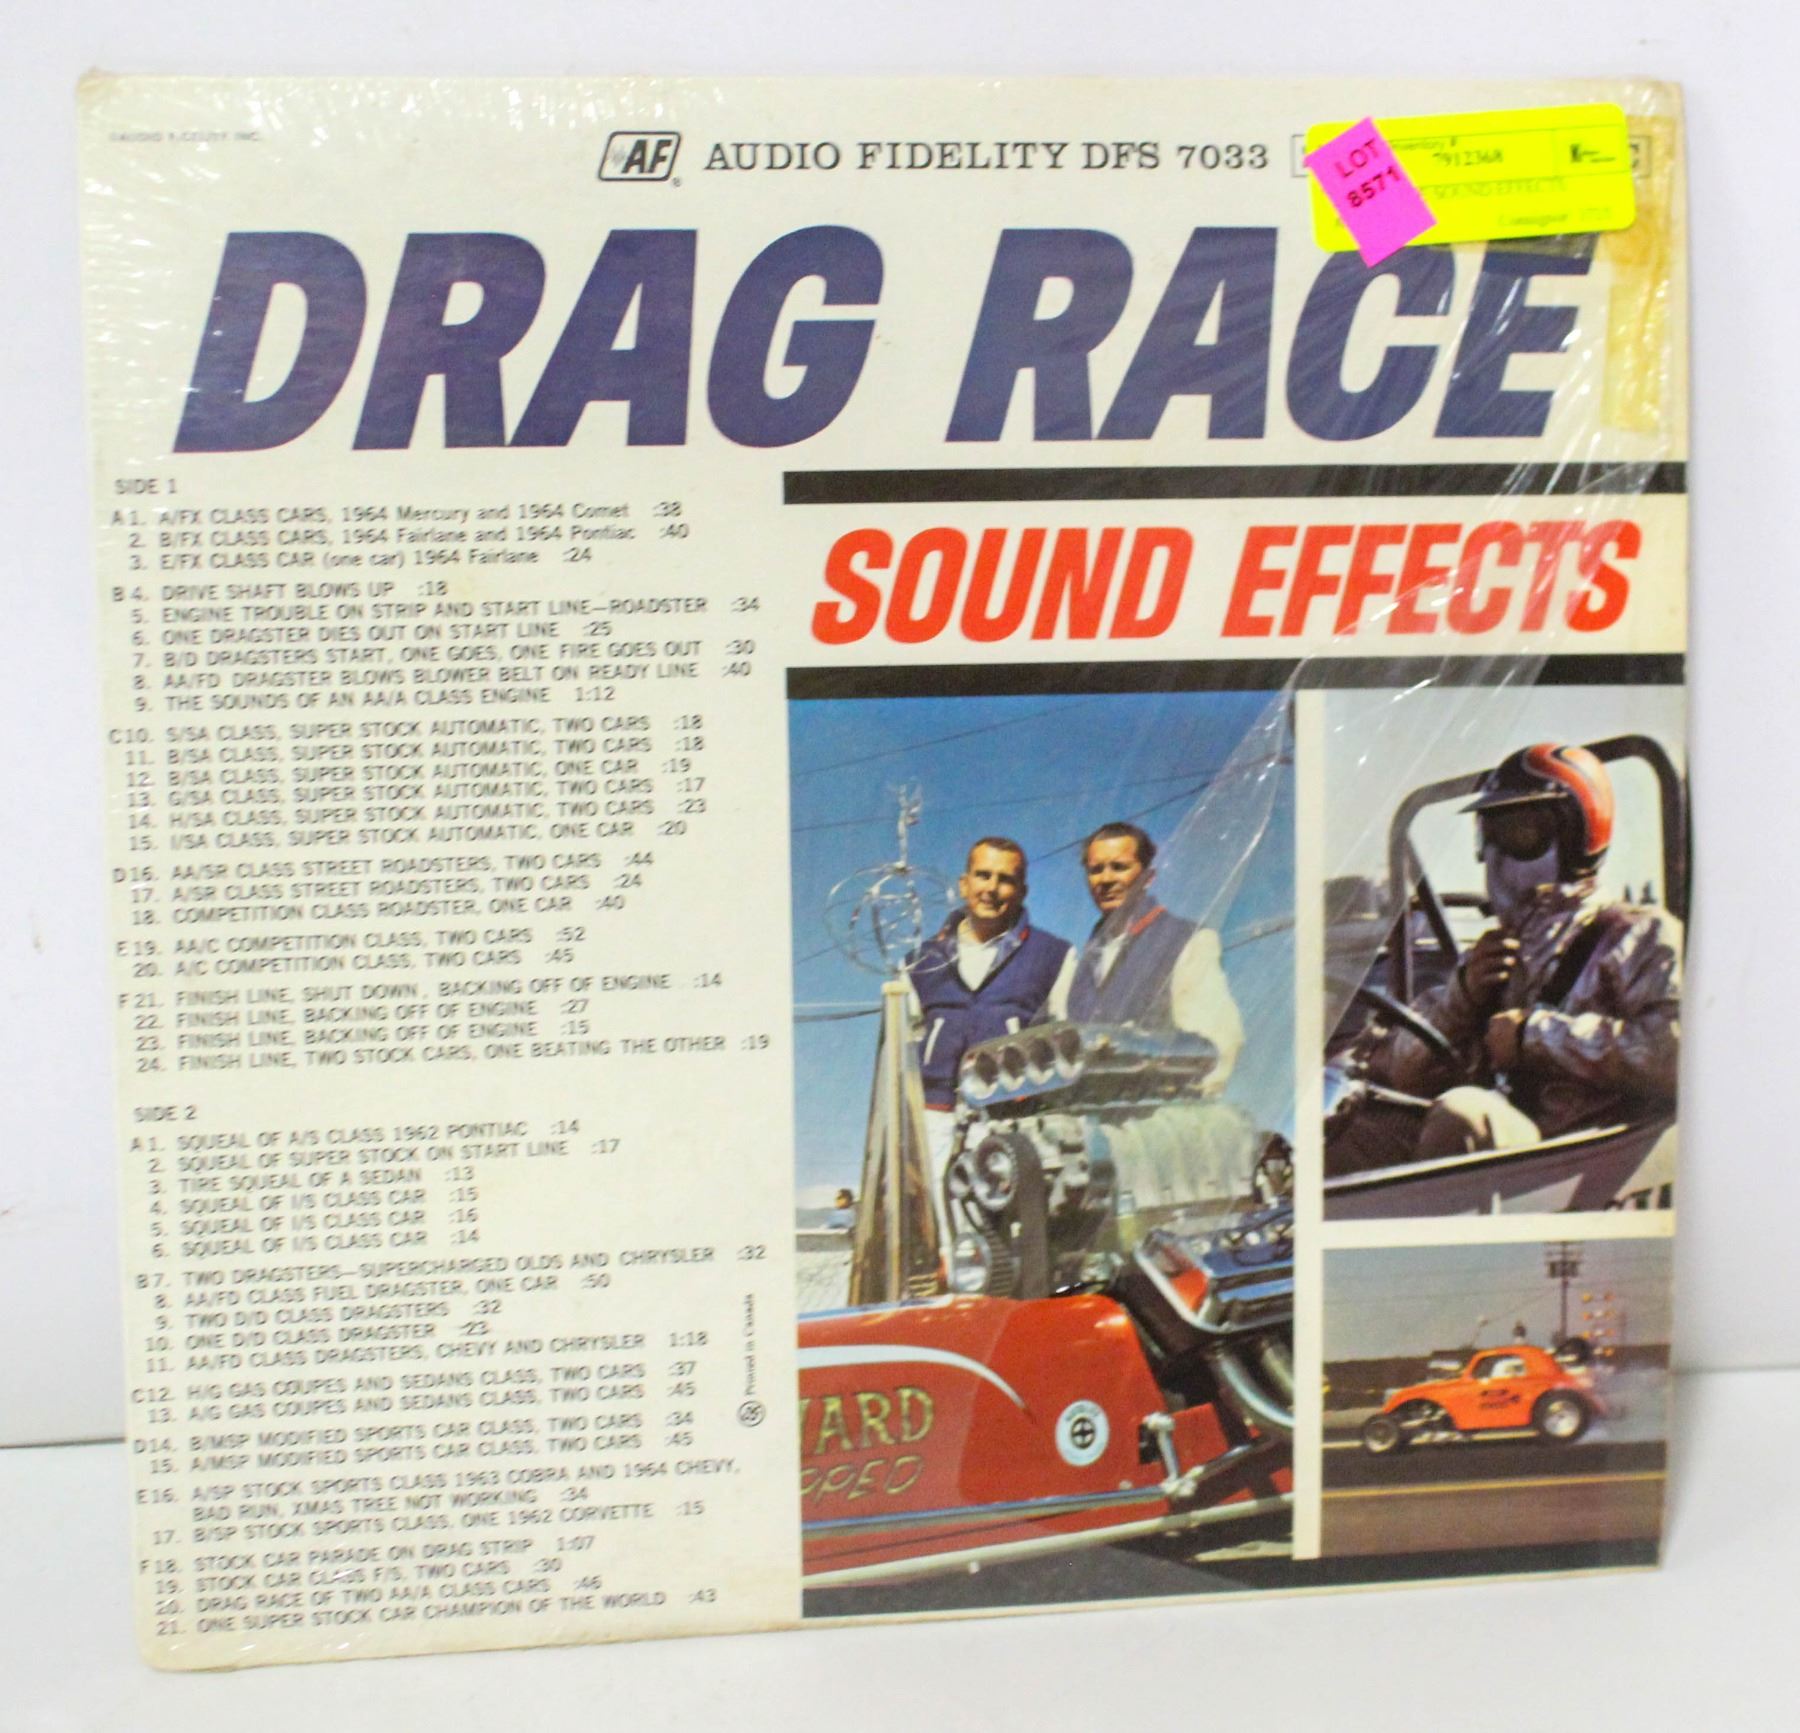 ©AUDIO FIDELITY INC.
AF ® AUDIO FIDELITY DFS 7033
LOT
8571
Inventory #
7912368
SOUND EFFECTS
Consignor
DRAG RACE
SOUND EFFECTS
SIDE 1
A 1. A/FX CLASS CARS, 1964 Mercury and 1964 Comet :38
2. B/FX CLASS CARS, 1964 Fairlane and 1964 Pontiac :40
3. E/FX CLASS CAR (one car) 1964 Fairlane :24
B 4. DRIVE SHAFT BLOWS UP :18
5. ENGINE TROUBLE ON STRIP AND START LINE—ROADSTER :34
6. ONE DRAGSTER DIES OUT ON START LINE :25
7. B/D DRAGSTERS START, ONE GOES, ONE FIRE GOES OUT :30
8. AA/FD DRAGSTER BLOWS BLOWER BELT ON READY LINE :40
9. THE SOUNDS OF AN AA/A CLASS ENGINE 1:12
C10. S/SA CLASS, SUPER STOCK AUTOMATIC, TWO CARS :18
11. B/SA CLASS, SUPER STOCK AUTOMATIC, TWO CARS :18
12. B/SA CLASS, SUPER STOCK AUTOMATIC, ONE CAR :19
13. G/SA CLASS, SUPER STOCK AUTOMATIC, TWO CARS :17
14. H/SA CLASS, SUPER STOCK AUTOMATIC, TWO CARS :23
15. I/SA CLASS, SUPER STOCK AUTOMATIC, ONE CAR :20
D16. AA/SR CLASS STREET ROADSTERS, TWO CARS :44
17. A/SR CLASS STREET ROADSTERS, TWO CARS :24
18. COMPETITION CLASS ROADSTER, ONE CAR :40
E19. AA/C COMPETITION CLASS, TWO CARS :52
20. A/C COMPETITION CLASS, TWO CARS :45
F 21. FINISH LINE, SHUT DOWN, BACKING OFF OF ENGINE :14
22. FINISH LINE, BACKING OFF OF ENGINE :27
23. FINISH LINE, BACKING OFF OF ENGINE :15
24. FINISH LINE, TWO STOCK CARS, ONE BEATING THE OTHER :19
SIDE 2
A 1. SQUEAL OF A/S CLASS 1962 PONTIAC :14
2. SQUEAL OF SUPER STOCK ON START LINE :17
3. TIRE SQUEAL OF A SEDAN :13
4. SQUEAL OF I/S CLASS CAR :15
5. SQUEAL OF I/S CLASS CAR :16
6. SQUEAL OF I/S CLASS CAR :14
B 7. TWO DRAGSTERS—SUPERCHARGED OLDS AND CHRYSLER :32
8. AA/FD CLASS FUEL DRAGSTER, ONE CAR :50
9. TWO D/D CLASS DRAGSTERS :32
10. ONE D/D CLASS DRAGSTER :23
11. AA/FD CLASS DRAGSTERS, CHEVY AND CHRYSLER 1:18
C12. H/G GAS COUPES AND SEDANS CLASS, TWO CARS :37
13. A/G GAS COUPES AND SEDANS CLASS, TWO CARS :45
D14. B/MSP MODIFIED SPORTS CAR CLASS, TWO CARS :34
15. A/MSP MODIFIED SPORTS CAR CLASS, TWO CARS :45
E16. A/SP STOCK SPORTS CLASS 1963 COBRA AND 1964 CHEVY,
BAD RUN, XMAS TREE NOT WORKING :34
17. B/SP STOCK SPORTS CLASS, ONE 1962 CORVETTE :15
F 18. STOCK CAR PARADE ON DRAG STRIP 1:07
19. STOCK CAR CLASS F/S, TWO CARS :30
20. DRAG RACE OF TWO AA/A CLASS CARS :46
21. ONE SUPER STOCK CAR CHAMPION OF THE WORLD :43
Printed in Canada
WARD
PPED